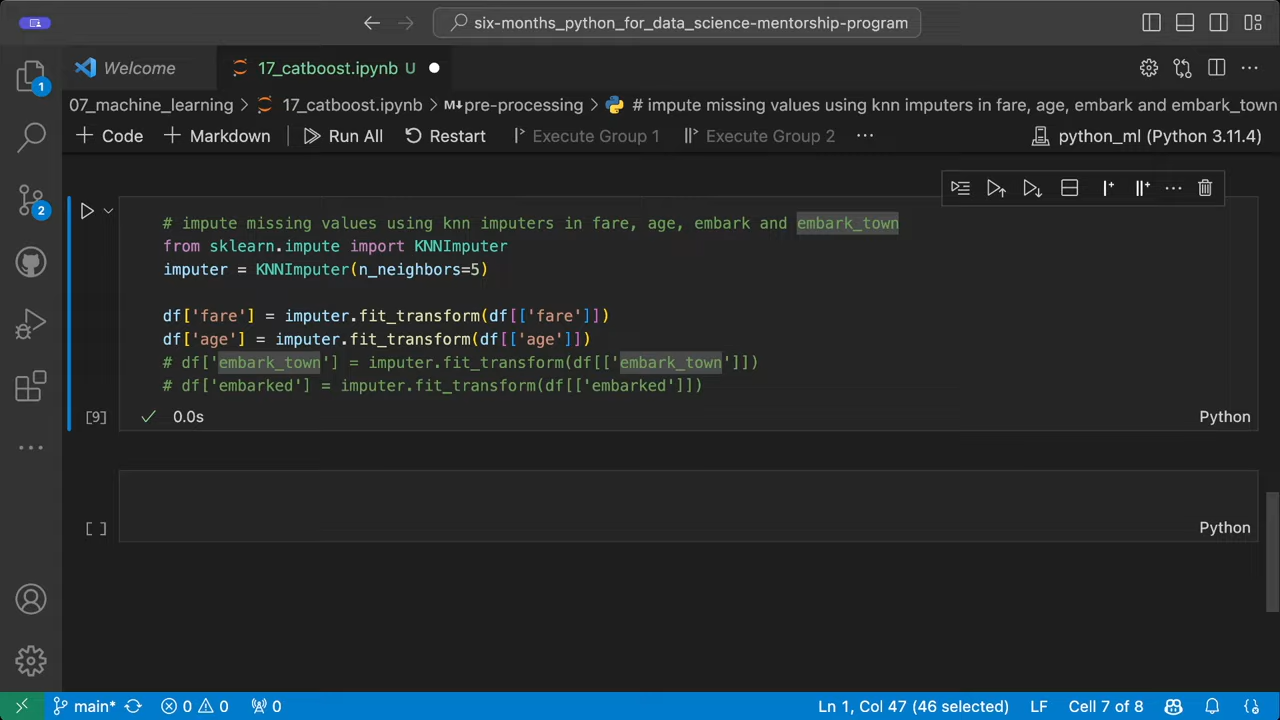 six-months_python_for_data_science-mentorship-program
Welcome
17_catboost.ipynb U
07_machine_learning > 17_catboost.ipynb > M↓pre-processing > # impute missing values using knn imputers in fare, age, embark and embark_town
+ Code + Markdown | Run All Restart Execute Group 1 Execute Group 2 ... python_ml (Python 3.11.4)
1
# impute missing values using knn imputers in fare, age, embark and embark_town
from sklearn.impute import KNNImputer
imputer = KNNImputer(n_neighbors=5)
df['fare'] = imputer.fit_transform(df[['fare']])
df['age'] = imputer.fit_transform(df[['age']])
# df['embark_town'] = imputer.fit_transform(df[['embark_town']])
# df['embarked'] = imputer.fit_transform(df[['embarked']])
[9] 0.0s Python
2
[ ] Python
main* 0 0 0 Ln 1, Col 47 (46 selected) LF Cell 7 of 8